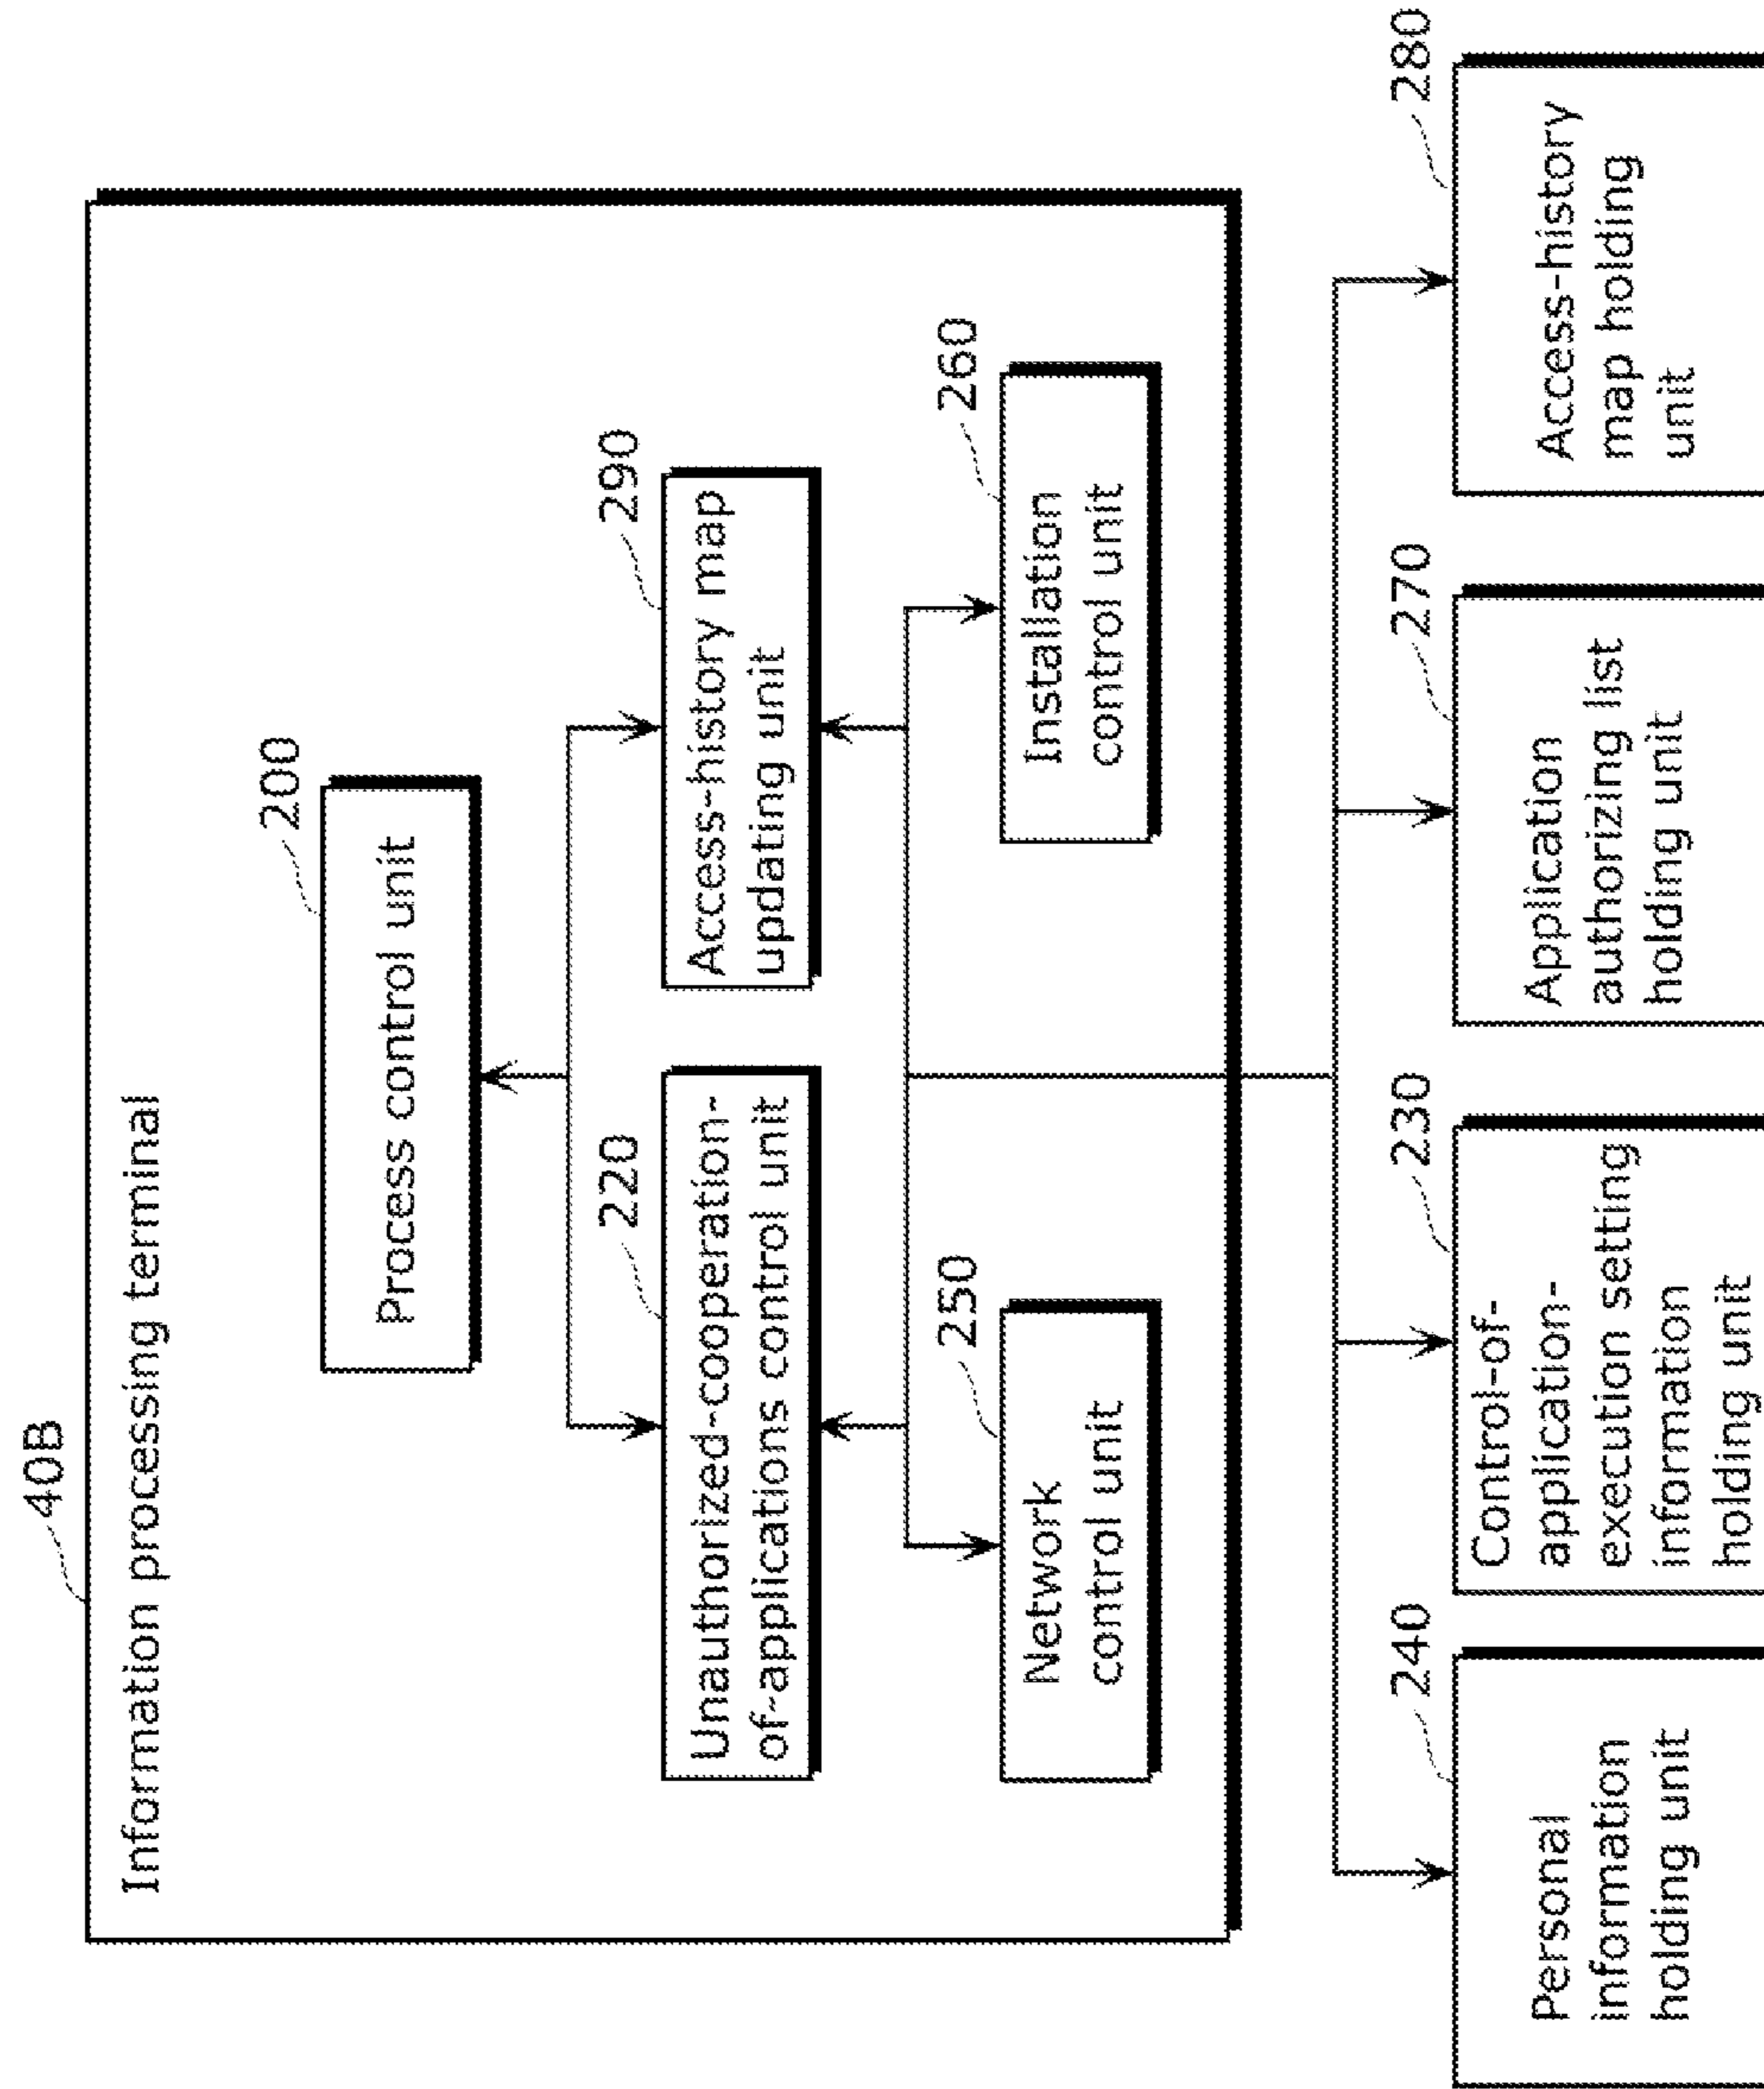 40B
Information processing terminal
200
Process control unit
220
Unauthorized-cooperation-
of-applications control unit
290
Access-history map
updating unit
250
Network
control unit
260
Installation
control unit
240
Personal
information
holding unit
230
Control-of-
application-
execution setting
information
holding unit
270
Application
authorizing list
holding unit
280
Access-history
map holding
unit